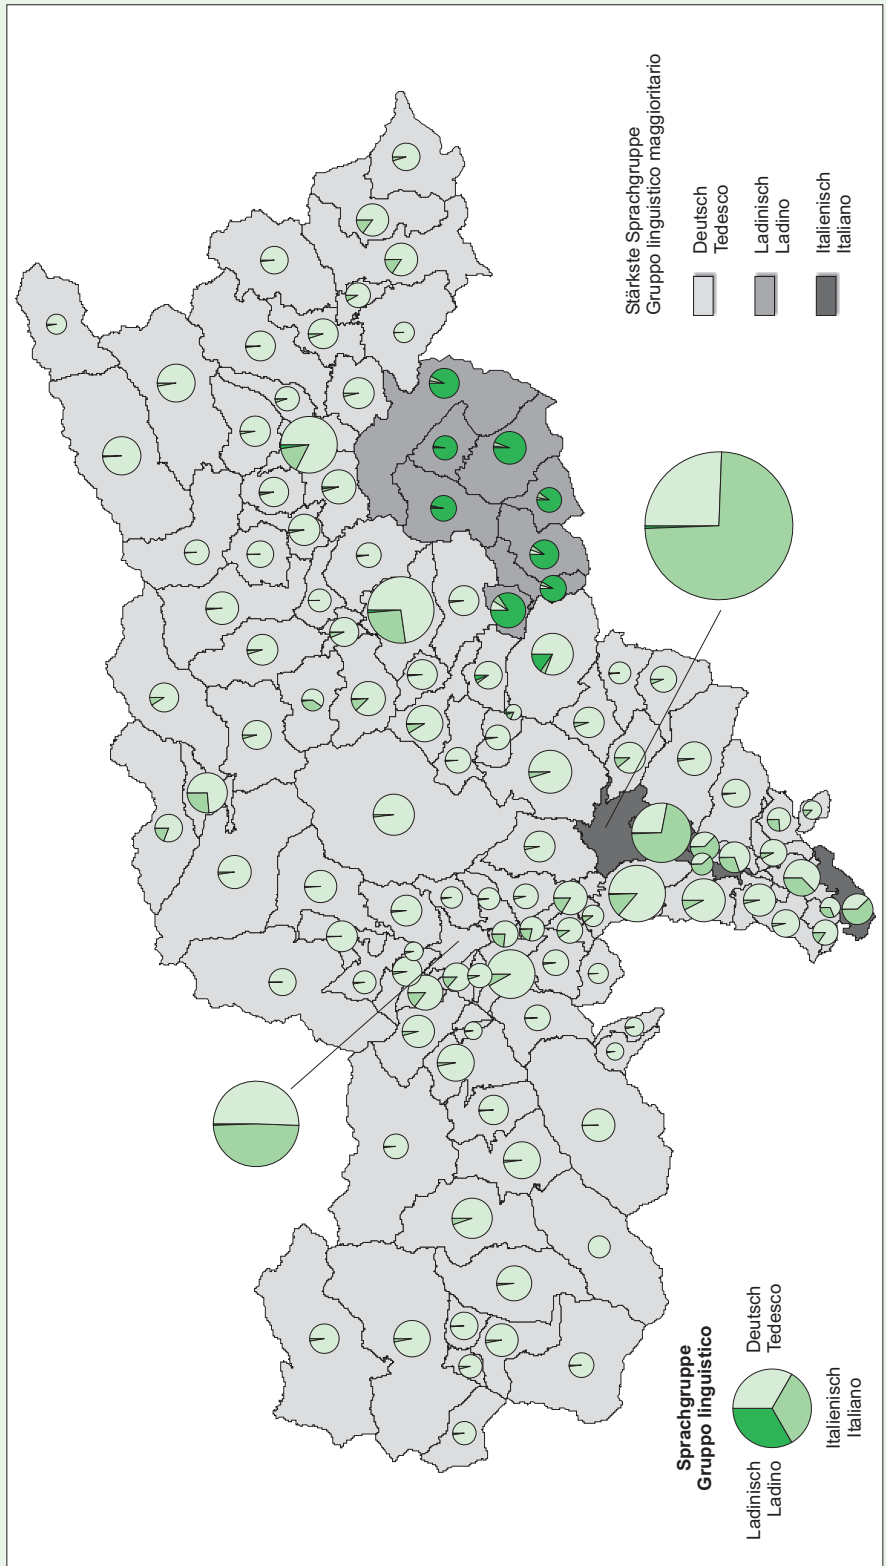 Stärkste Sprachgruppe
Gruppo linguistico maggioritario
Deutsch
Tedesco
Ladinisch
Ladino
Italienisch
Italiano
Sprachgruppe
Gruppo linguistico
Deutsch
Tedesco
Ladinisch
Ladino
Italienisch
Italiano